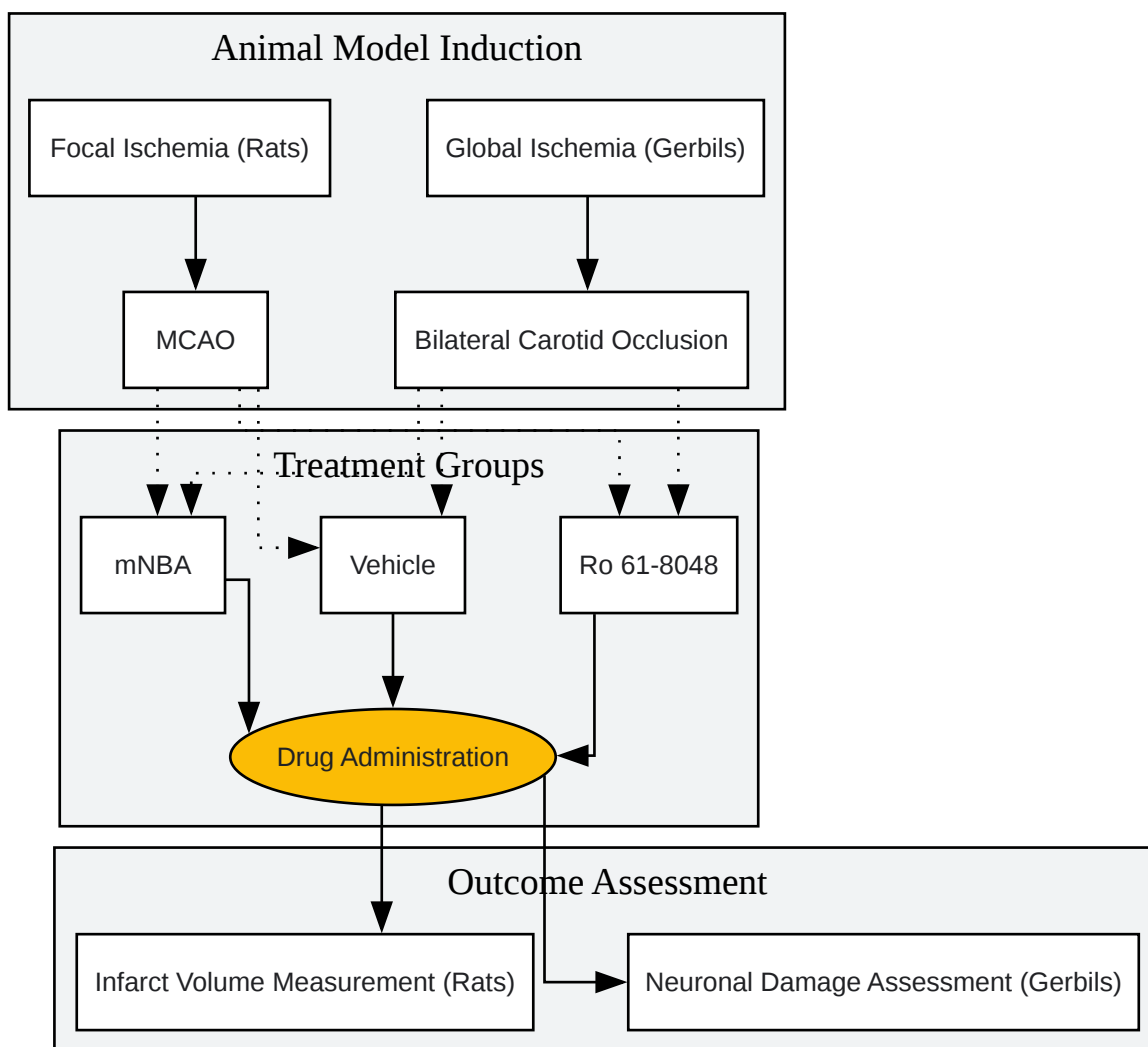 Animal Model Induction
Focal Ischemia (Rats)
Global Ischemia (Gerbils)
MCAO
Bilateral Carotid Occlusion
Treatment Groups
mNBA
Vehicle
Ro 61-8048
Drug Administration
Outcome Assessment
Infarct Volume Measurement (Rats)
Neuronal Damage Assessment (Gerbils)